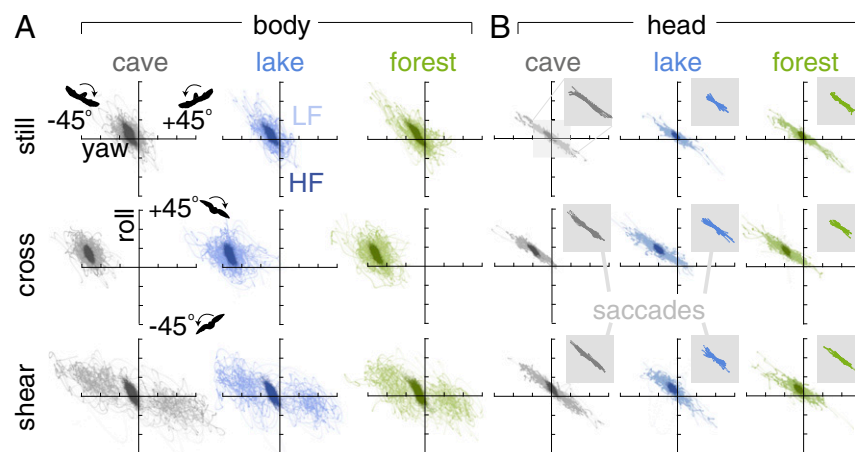 A body B head
cave lake forest cave lake forest
still
-45° +45° LF
yaw
HF
cross
+45°
roll
saccades
-45°
shear